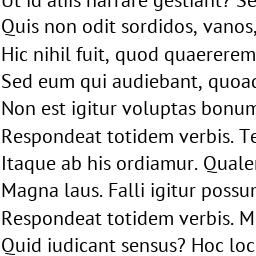 Ut id aliis narrare gestiant? Se
Quis non odit sordidos, vanos,
Hic nihil fuit, quod quaererem
Sed eum qui audiebant, quoad
Non est igitur voluptas bonum
Respondeat totidem verbis. Te
Itaque ab his ordiamur. Quale
Magna laus. Falli igitur possur
Respondeat totidem verbis. M
Quid iudicant sensus? Hoc loc